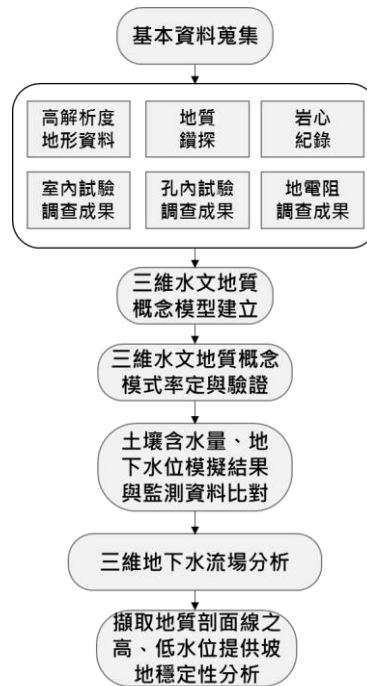 基本資料蒐集
高解析度
地形資料
地質
鑽探
岩心
紀錄
室內試驗
調查成果
孔內試驗
調查成果
地電阻
調查成果
三維水文地質
概念模型建立
三維水文地質概念
模式率定與驗證
土壤含水量、地
下水位模擬結果
與監測資料比對
三維地下水流場分析
擷取地質剖面線之
高、低水位提供坡
地穩定性分析